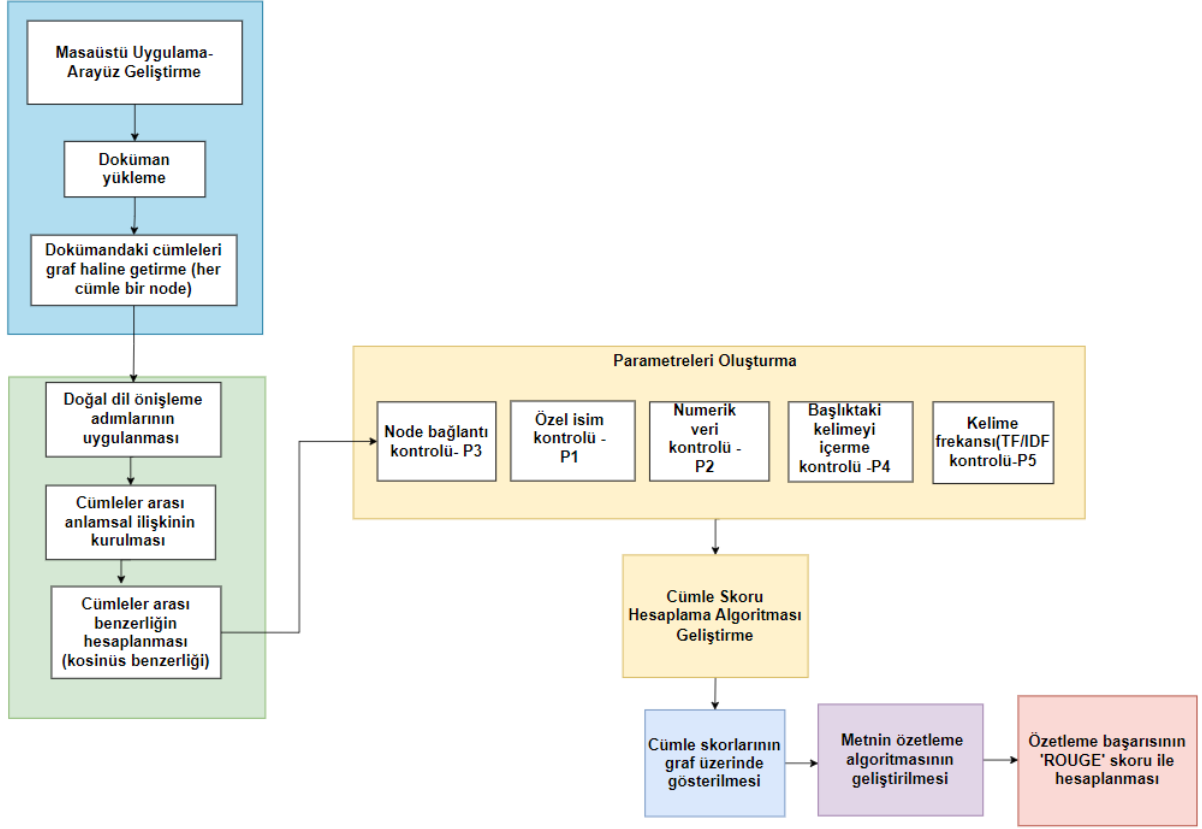 Masaüstü Uygulama-
Arayüz Geliştirme
Doküman
yükleme
Dokümandaki cümleleri
graf haline getirme (her
cümle bir node)
Doğal dil önişleme
adımlarının
uygulanması
Cümleler arası
anlamsal ilişkinin
kurulması
Cümleler arası
benzerliğin
hesaplanması
(kosinüs benzerliği)
Parametreleri Oluşturma
Node bağlantı
kontrolü- P3
Özel isim
kontrolü -
P1
Numerik
veri
kontrolü -
P2
Başlıktaki
kelimeyi
içerme
kontrolü -P4
Kelime
frekansı(TF/IDF
kontrolü-P5
Cümle Skoru
Hesaplama Algoritması
Geliştirme
Cümle skorlarının
graf üzerinde
gösterilmesi
Metnin özetleme
algoritmasının
geliştirilmesi
Özetleme başarısının
'ROUGE' skoru ile
hesaplanması